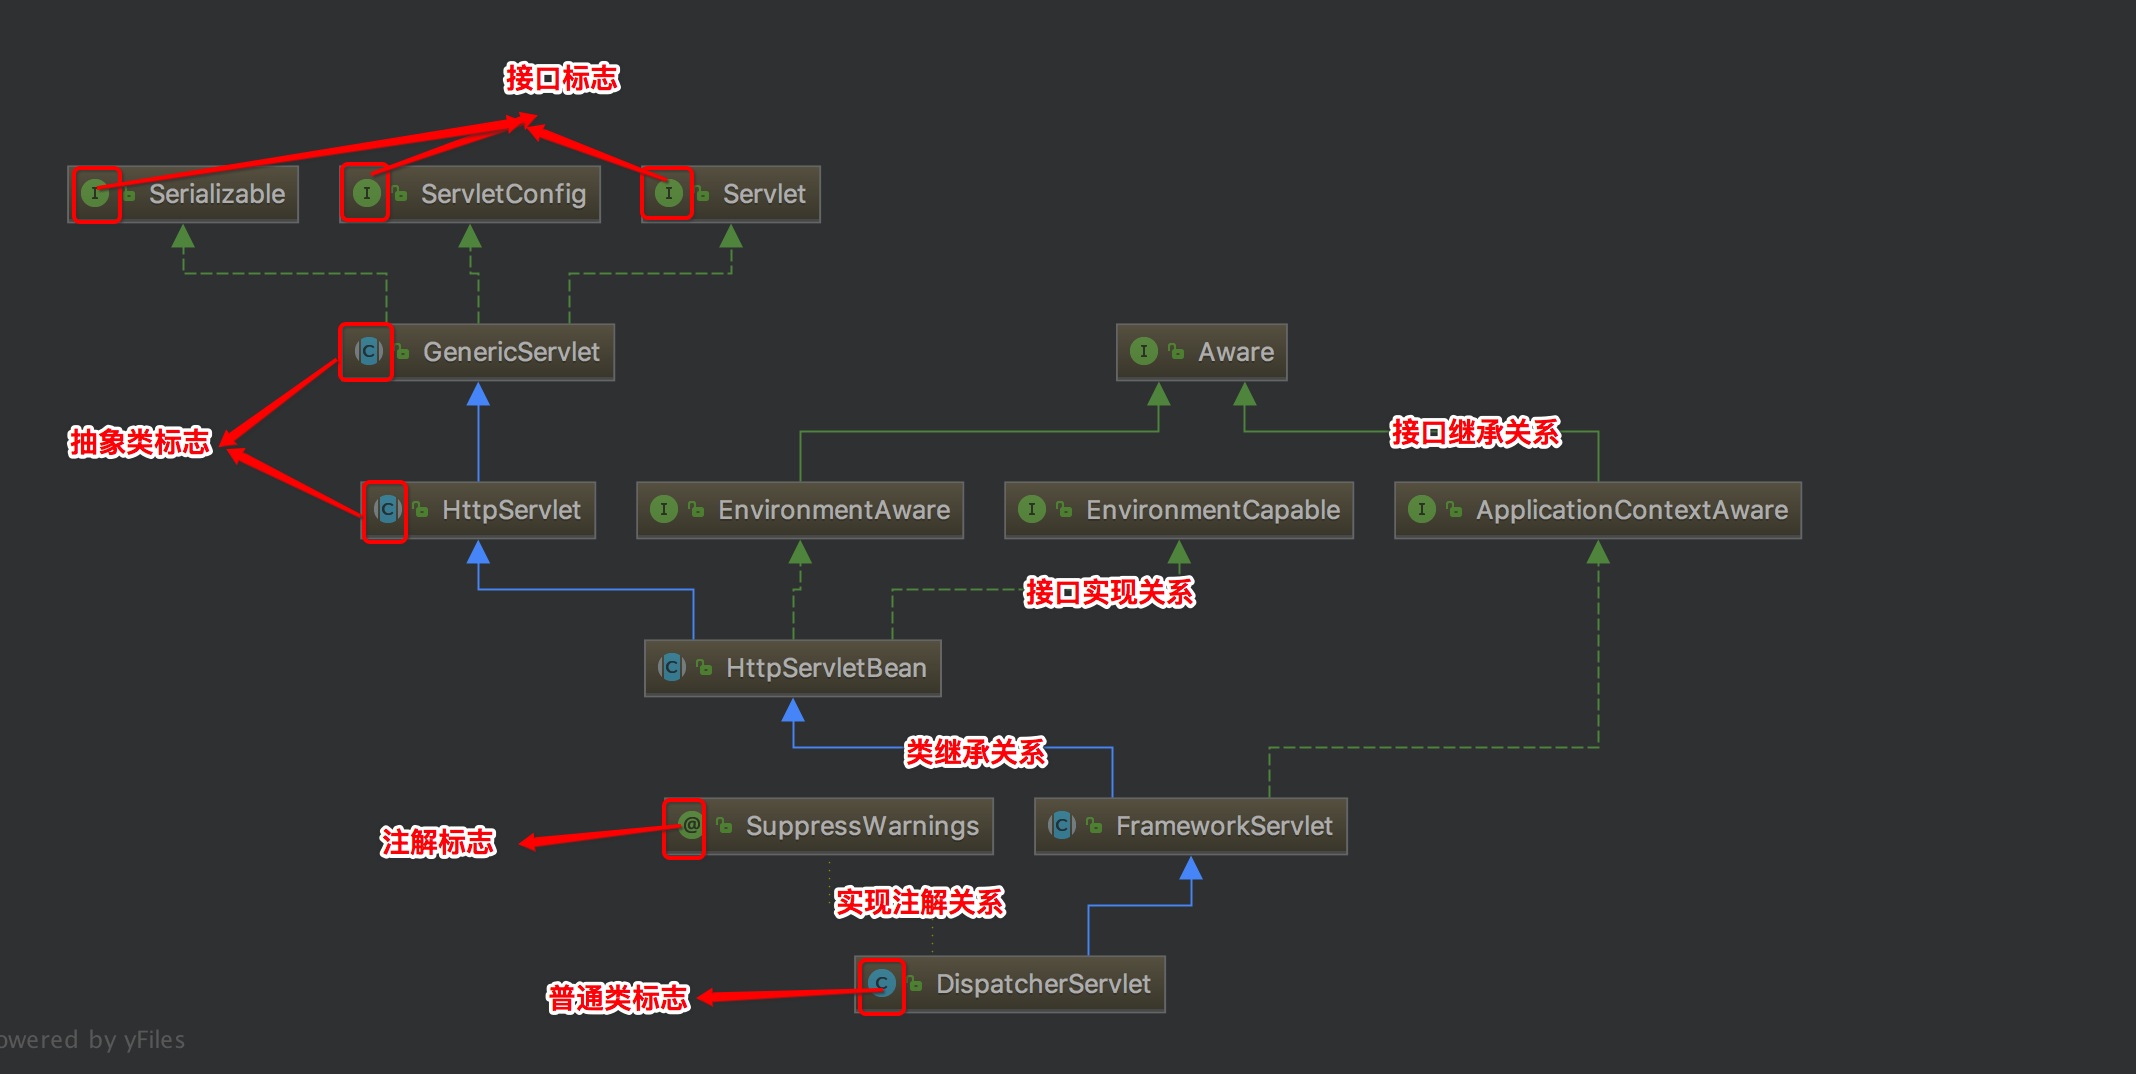 接口标志
I Serializable
I ServletConfig
I Servlet
C GenericServlet
I Aware
抽象类标志
接口继承关系
C HttpServlet
I EnvironmentAware
I EnvironmentCapable
I ApplicationContextAware
接口实现关系
C HttpServletBean
类继承关系
注解标志
@ SuppressWarnings
C FrameworkServlet
实现注解关系
普通类标志
C DispatcherServlet
owered by yFiles